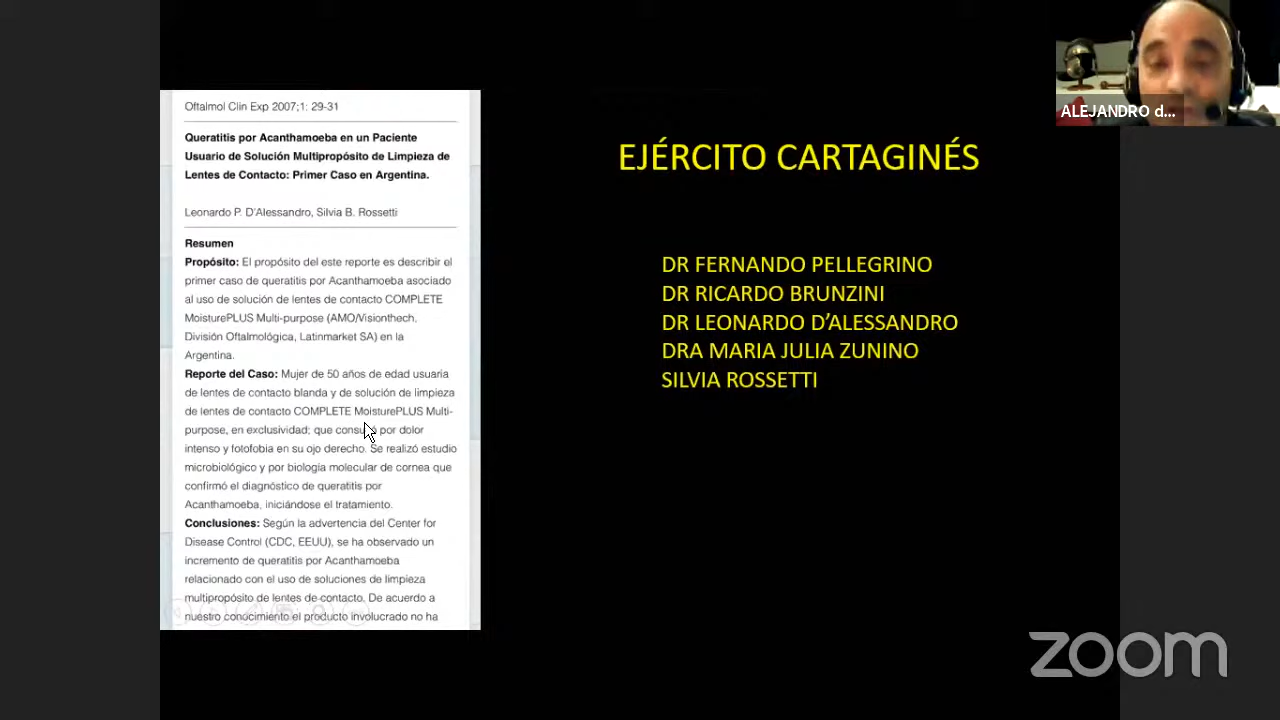 Oftalmol Clin Exp 2007;1: 29-31
Queratitis por Acanthamoeba en un Paciente
Usuario de Solución Multipropósito de Limpieza de
Lentes de Contacto: Primer Caso en Argentina.
Leonardo P. D'Alessandro, Silvia B. Rossetti
Resumen
Propósito: El propósito del este reporte es describir el
primer caso de queratitis por Acanthamoeba asociado
al uso de solución de lentes de contacto COMPLETE
MoisturePLUS Multi-purpose (AMO/Visionthech,
División Oftalmológica, Latinmarket SA) en la
Argentina.
Reporte del Caso: Mujer de 50 años de edad usuaria
de lentes de contacto blanda y de solución de limpieza
de lentes de contacto COMPLETE MoisturePLUS Multi-
purpose, en exclusividad; que consultó por dolor
intenso y fotofobia en su ojo derecho. Se realizó estudio
microbiológico y por biología molecular de cornea que
confirmó el diagnóstico de queratitis por
Acanthamoeba, iniciándose el tratamiento.
Conclusiones: Según la advertencia del Center for
Disease Control (CDC, EEUU), se ha observado un
incremento de queratitis por Acanthamoeba
relacionado con el uso de soluciones de limpieza
multipropósito de lentes de contacto. De acuerdo a
nuestro conocimiento el producto involucrado no ha
EJÉRCITO CARTAGINÉS
DR FERNANDO PELLEGRINO
DR RICARDO BRUNZINI
DR LEONARDO D'ALESSANDRO
DRA MARIA JULIA ZUNINO
SILVIA ROSSETTI
ALEJANDRO d...
zoom